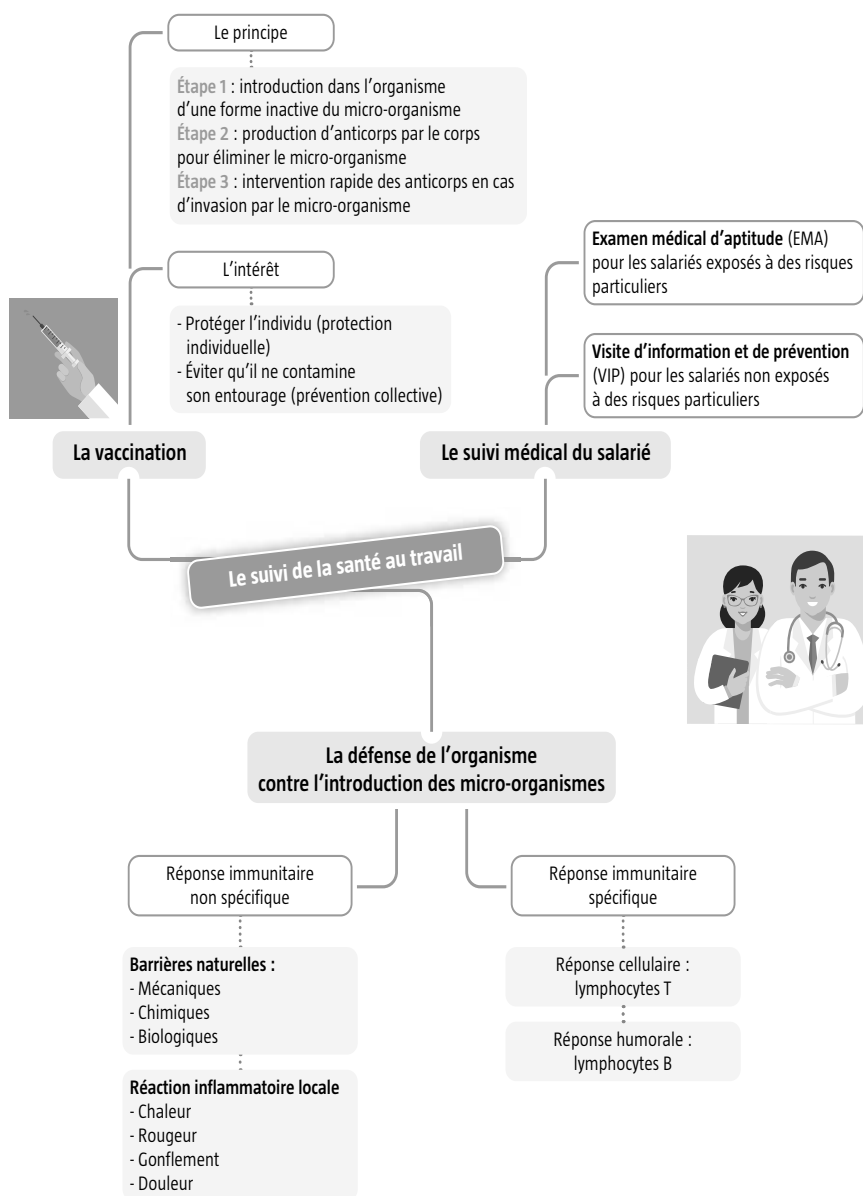 Le principe
Étape 1 : introduction dans l’organisme
d’une forme inactive du micro-organisme
Étape 2 : production d’anticorps par le corps
pour éliminer le micro-organisme
Étape 3 : intervention rapide des anticorps en cas
d’invasion par le micro-organisme
L’intérêt
- Protéger l’individu (protection
individuelle)
- Éviter qu’il ne contamine
son entourage (prévention collective)
La vaccination
Examen médical d’aptitude (EMA)
pour les salariés exposés à des risques
particuliers
Visite d’information et de prévention
(VIP) pour les salariés non exposés
à des risques particuliers
Le suivi médical du salarié
Le suivi de la santé au travail
La défense de l’organisme
contre l’introduction des micro-organismes
Réponse immunitaire
non spécifique
Barrières naturelles :
- Mécaniques
- Chimiques
- Biologiques
Réaction inflammatoire locale
- Chaleur
- Rougeur
- Gonflement
- Douleur
Réponse immunitaire
spécifique
Réponse cellulaire :
lymphocytes T
Réponse humorale :
lymphocytes B